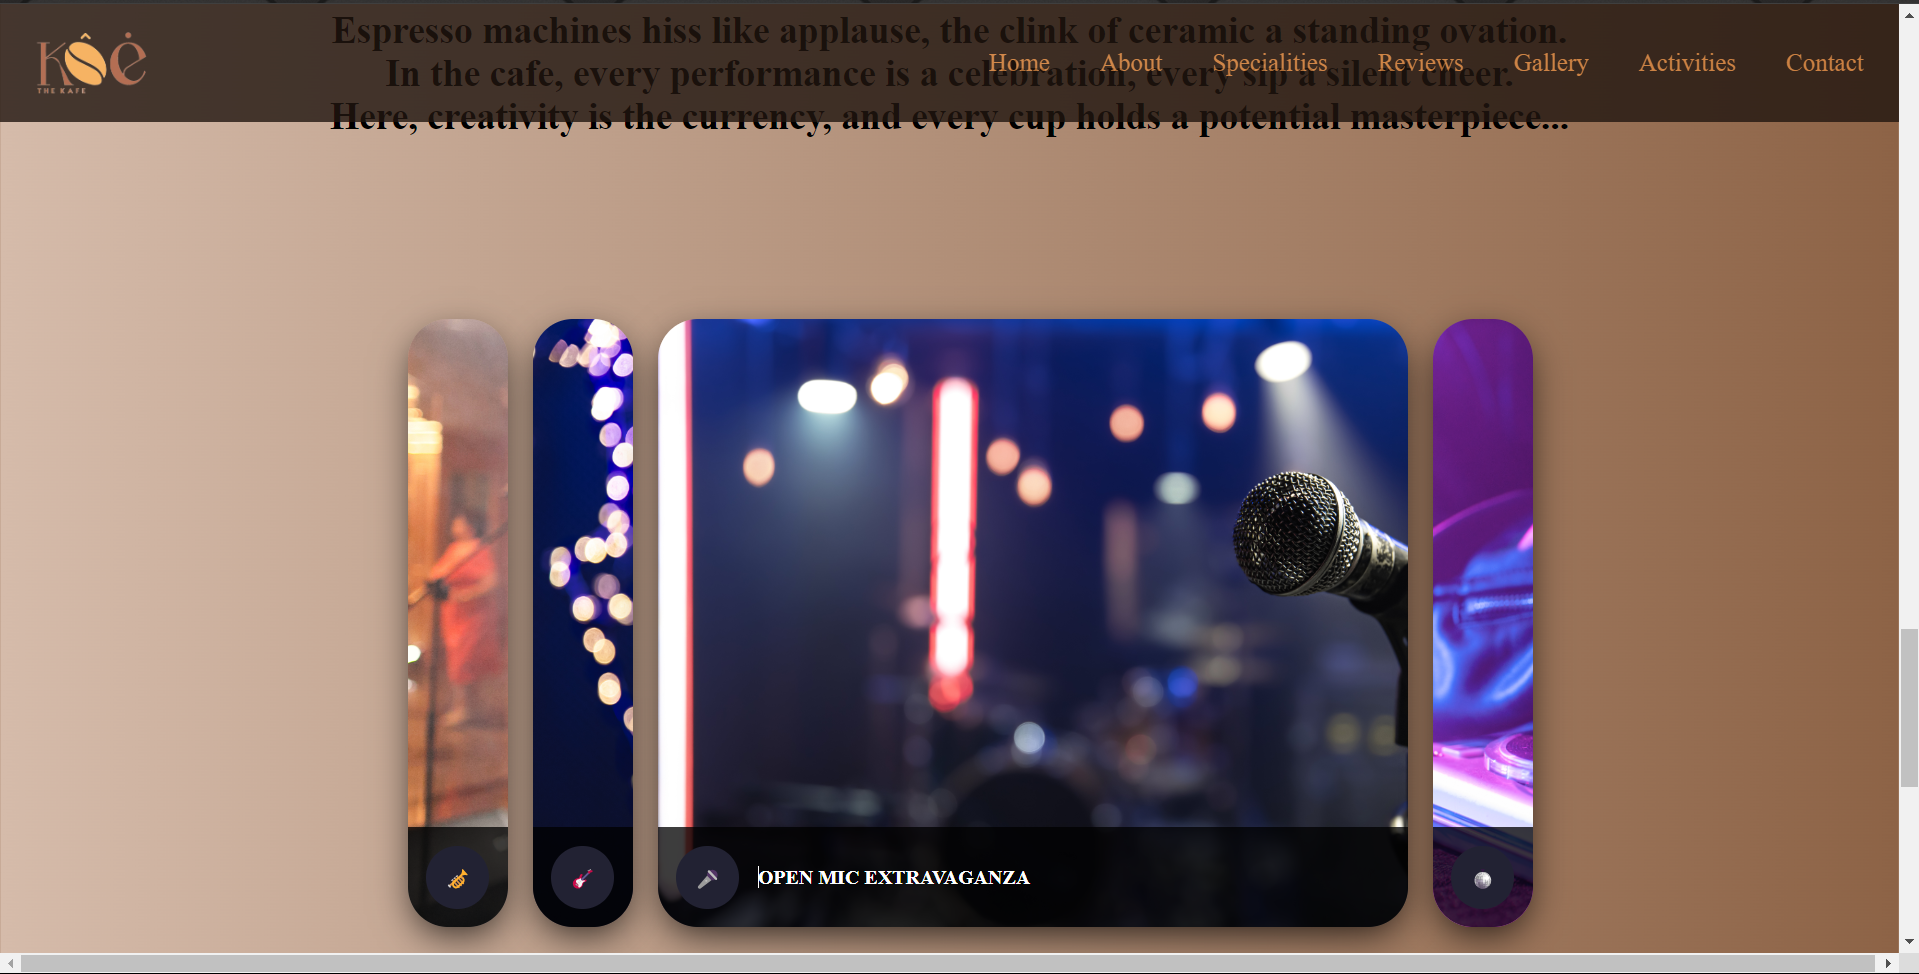 Espresso machines hiss like applause, the clink of ceramic a standing ovation.
In the cafe, every performance is a celebration, every sip a silent cheer.
Here, creativity is the currency, and every cup holds a potential masterpiece...
Kôė
THE KAFE
Home About Specialities Reviews Gallery Activities Contact
OPEN MIC EXTRAVAGANZA